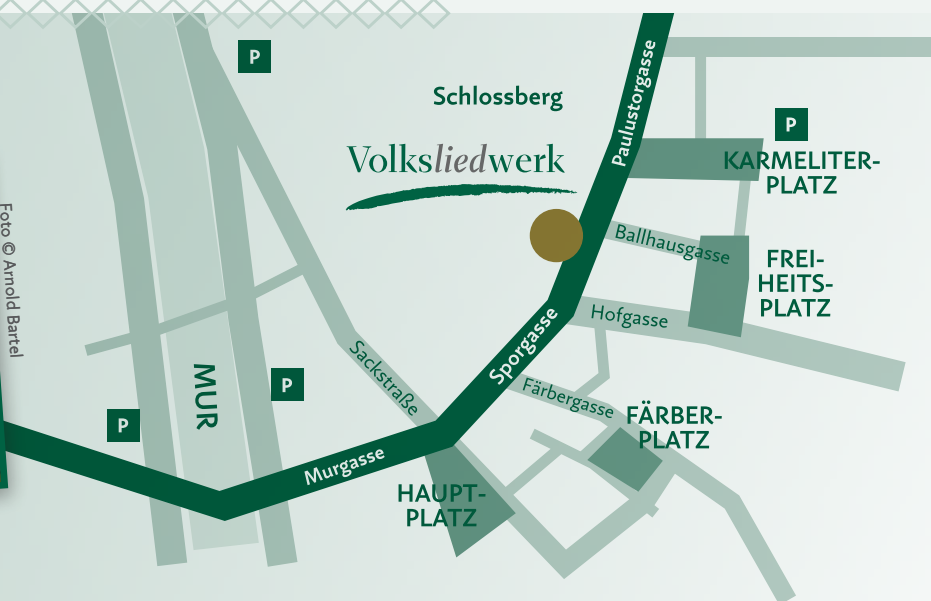 P
Schlossberg
Volksliedwerk
Paulustorgasse
P
KARMELITER-
PLATZ
Foto © Arnold Bartel
Ballhausgasse
FREI-
HEITS-
PLATZ
Hofgasse
Sporgasse
Sackstraße
MUR
P
P
Färbergasse
FÄRBER-
PLATZ
Murgasse
HAUPT-
PLATZ